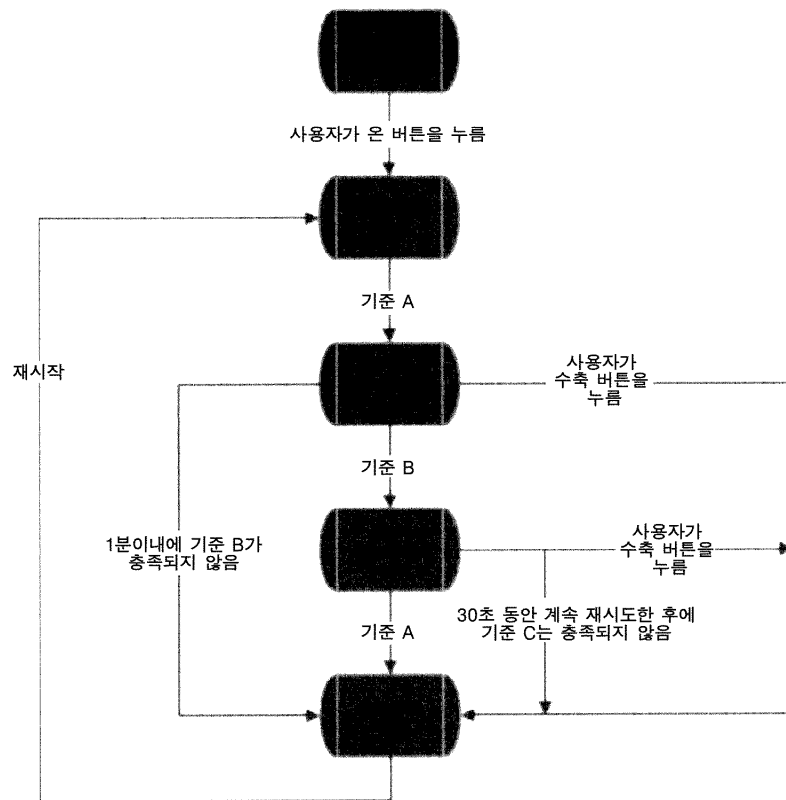 사용자가 온 버튼을 누름
기준 A
재시작
사용자가
수축 버튼을
누름
기준 B
1분이내에 기준 B가
충족되지 않음
사용자가
수축 버튼을
누름
30초 동안 계속 재시도한 후에
기준 C는 충족되지 않음
기준 A